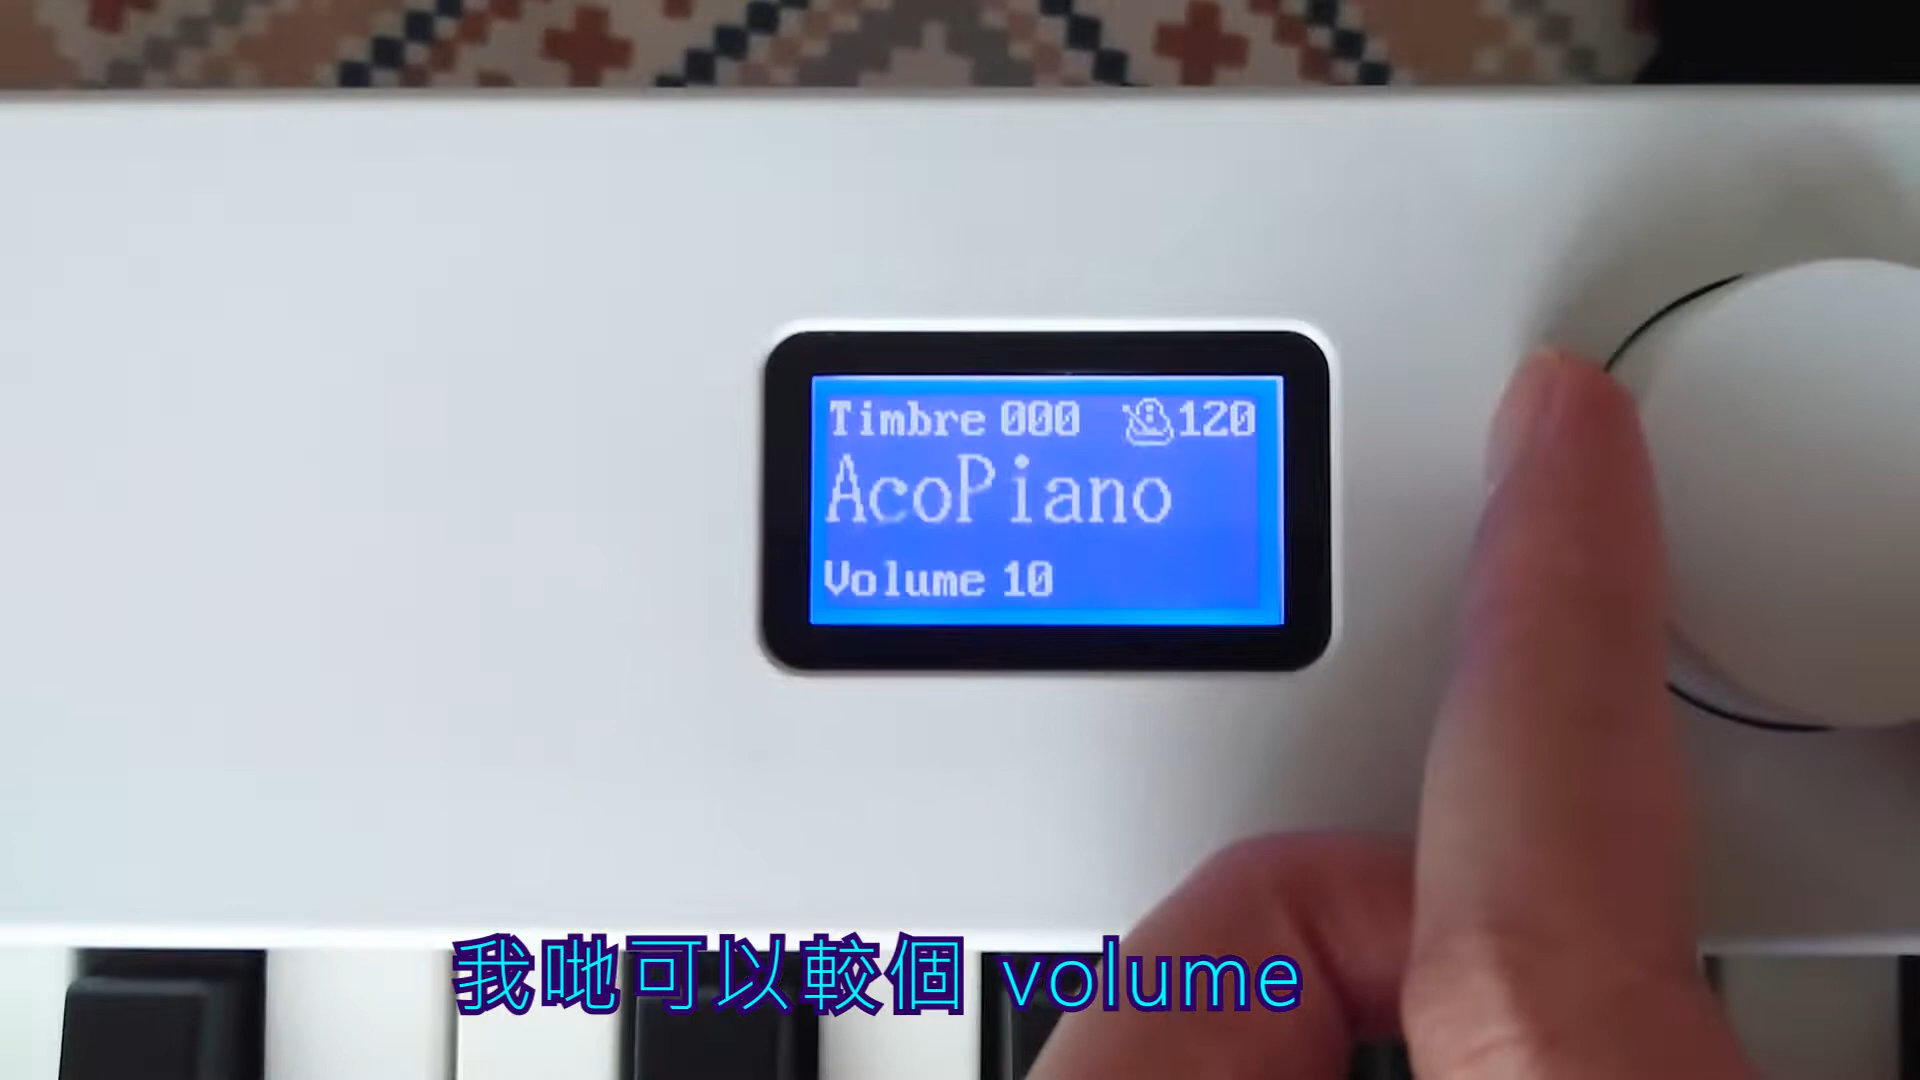 Timbre 000 120
AcoPiano
Volume 10
我哋可以較個 volume